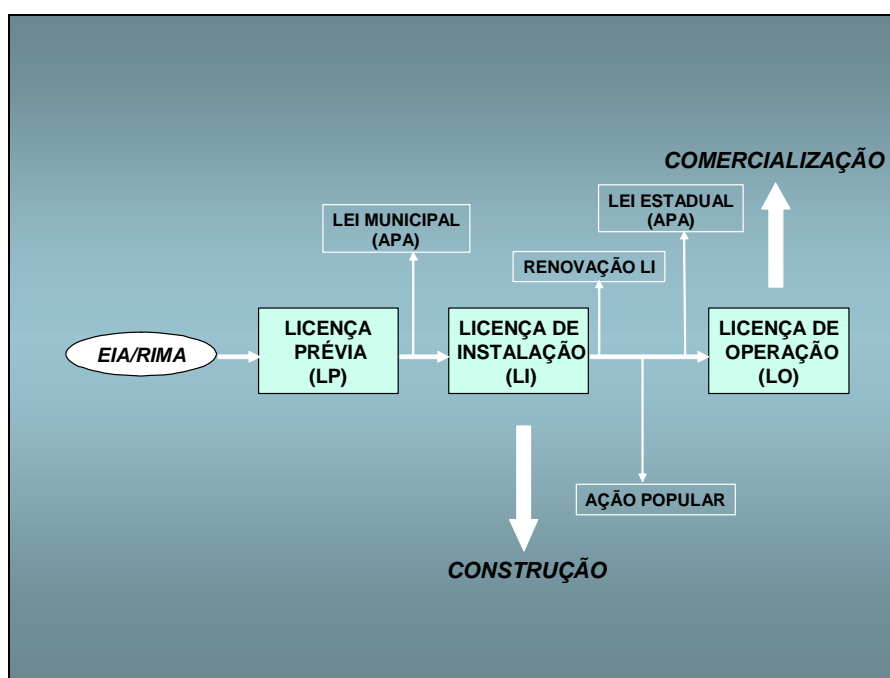 COMERCIALIZAÇÃO
LEI ESTADUAL
(APA)
LEI MUNICIPAL
(APA)
RENOVAÇÃO LI
EIA/RIMA
LICENÇA
PRÉVIA
(LP)
LICENÇA DE
INSTALAÇÃO
(LI)
LICENÇA DE
OPERAÇÃO
(LO)
AÇÃO POPULAR
CONSTRUÇÃO